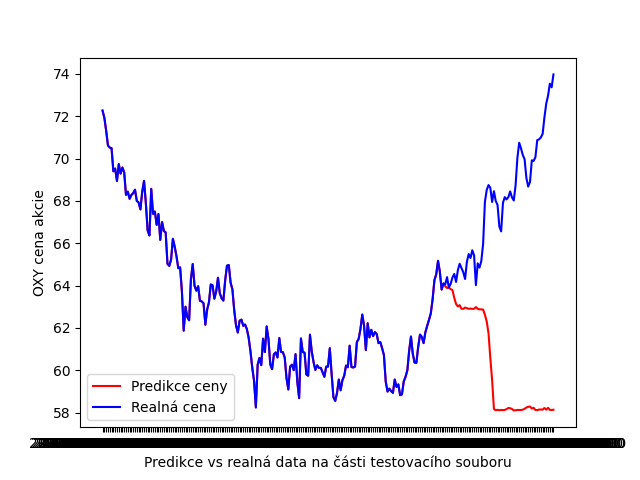 74
72
70
68
66
64
62
60
58
OXY cena akcie
Predikce ceny
Realná cena
Predikce vs realná data na části testovacího souboru